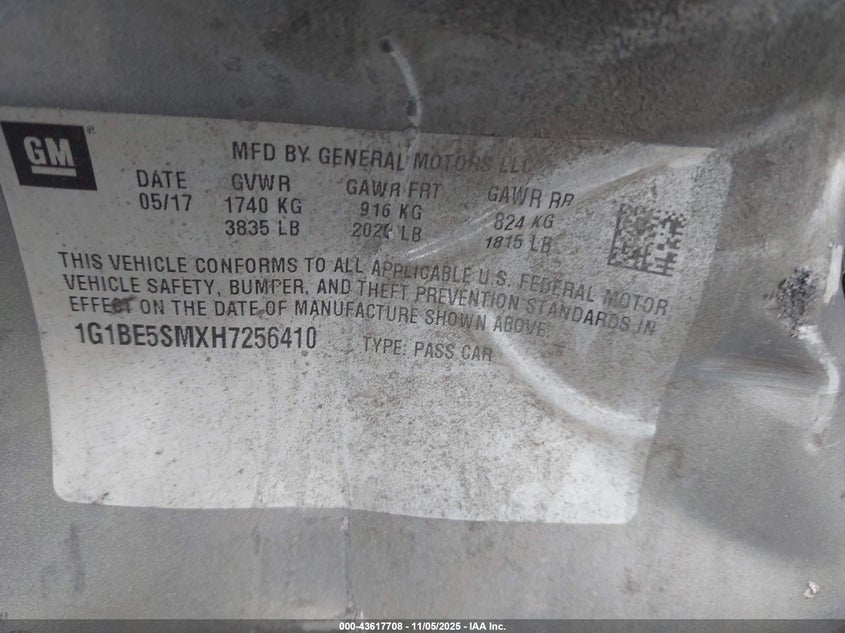 GM ®
MFD BY GENERAL MOTORS LLC
DATE GVWR GAWR FRT GAWR RR
05/17 1740 KG 916 KG 824 KG
3835 LB 2020 LB 1815 LB
THIS VEHICLE CONFORMS TO ALL APPLICABLE U.S. FEDERAL MOTOR
VEHICLE SAFETY, BUMPER, AND THEFT PREVENTION STANDARDS IN
EFFECT ON THE DATE OF MANUFACTURE SHOWN ABOVE.
1G1BE5SMXH7256410 TYPE: PASS CAR
000-43617708 - 11/05/2025 - IAA Inc.